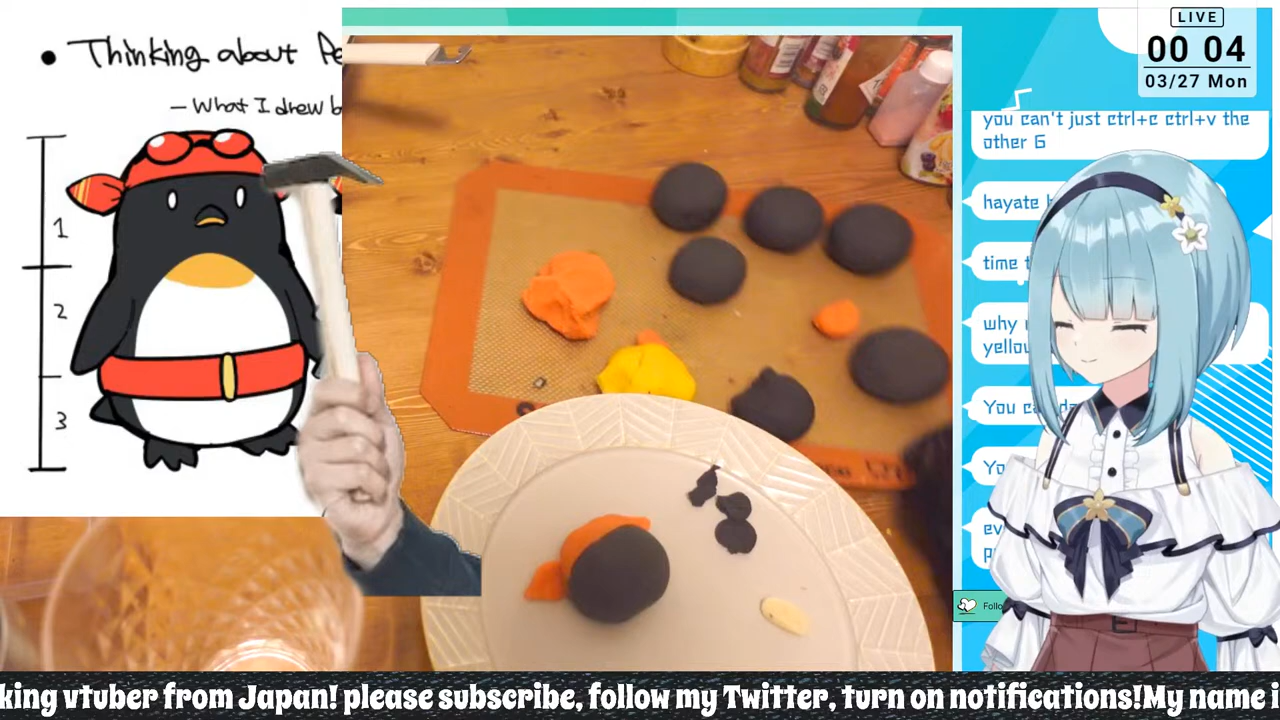 • Thinking about
– What I drew
1
2
3
LIVE
00 04
03/27 Mon
you can't just ctrl+c ctrl+v the
other 6
hayate
time
why
You
king vtuber from Japan! please subscribe, follow my Twitter, turn on notifications!My name